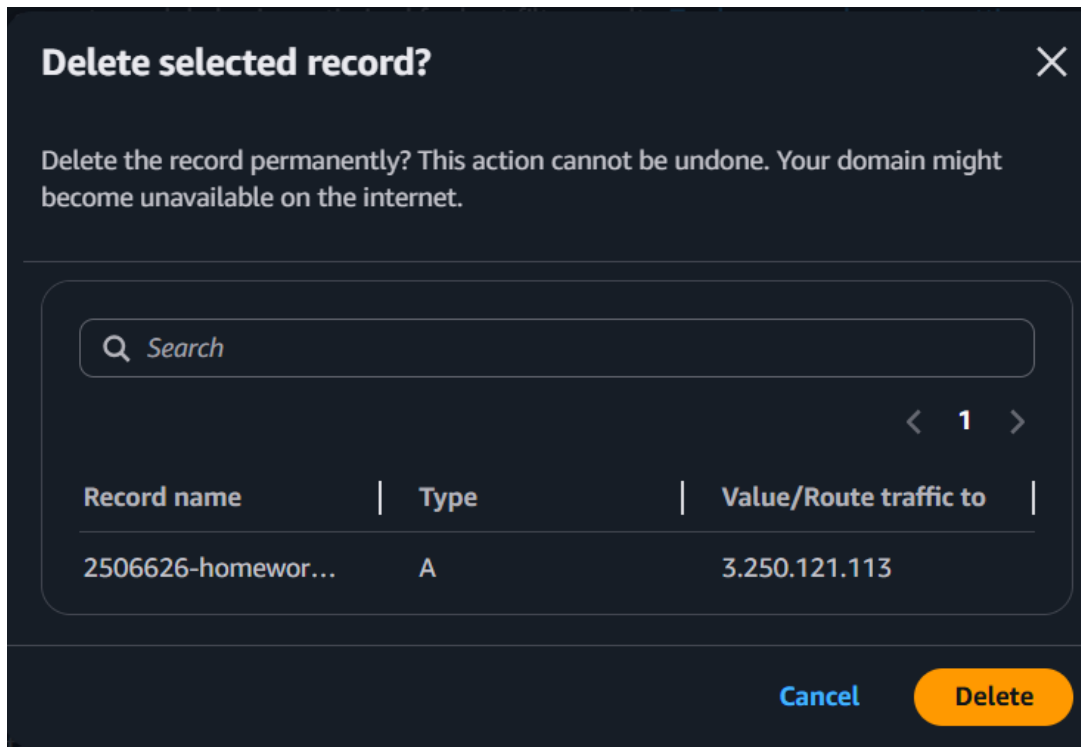 Delete selected record?
Delete the record permanently? This action cannot be undone. Your domain might
become unavailable on the internet.
Search
1
Record name Type Value/Route traffic to
2506626-homewor... A 3.250.121.113
Cancel Delete